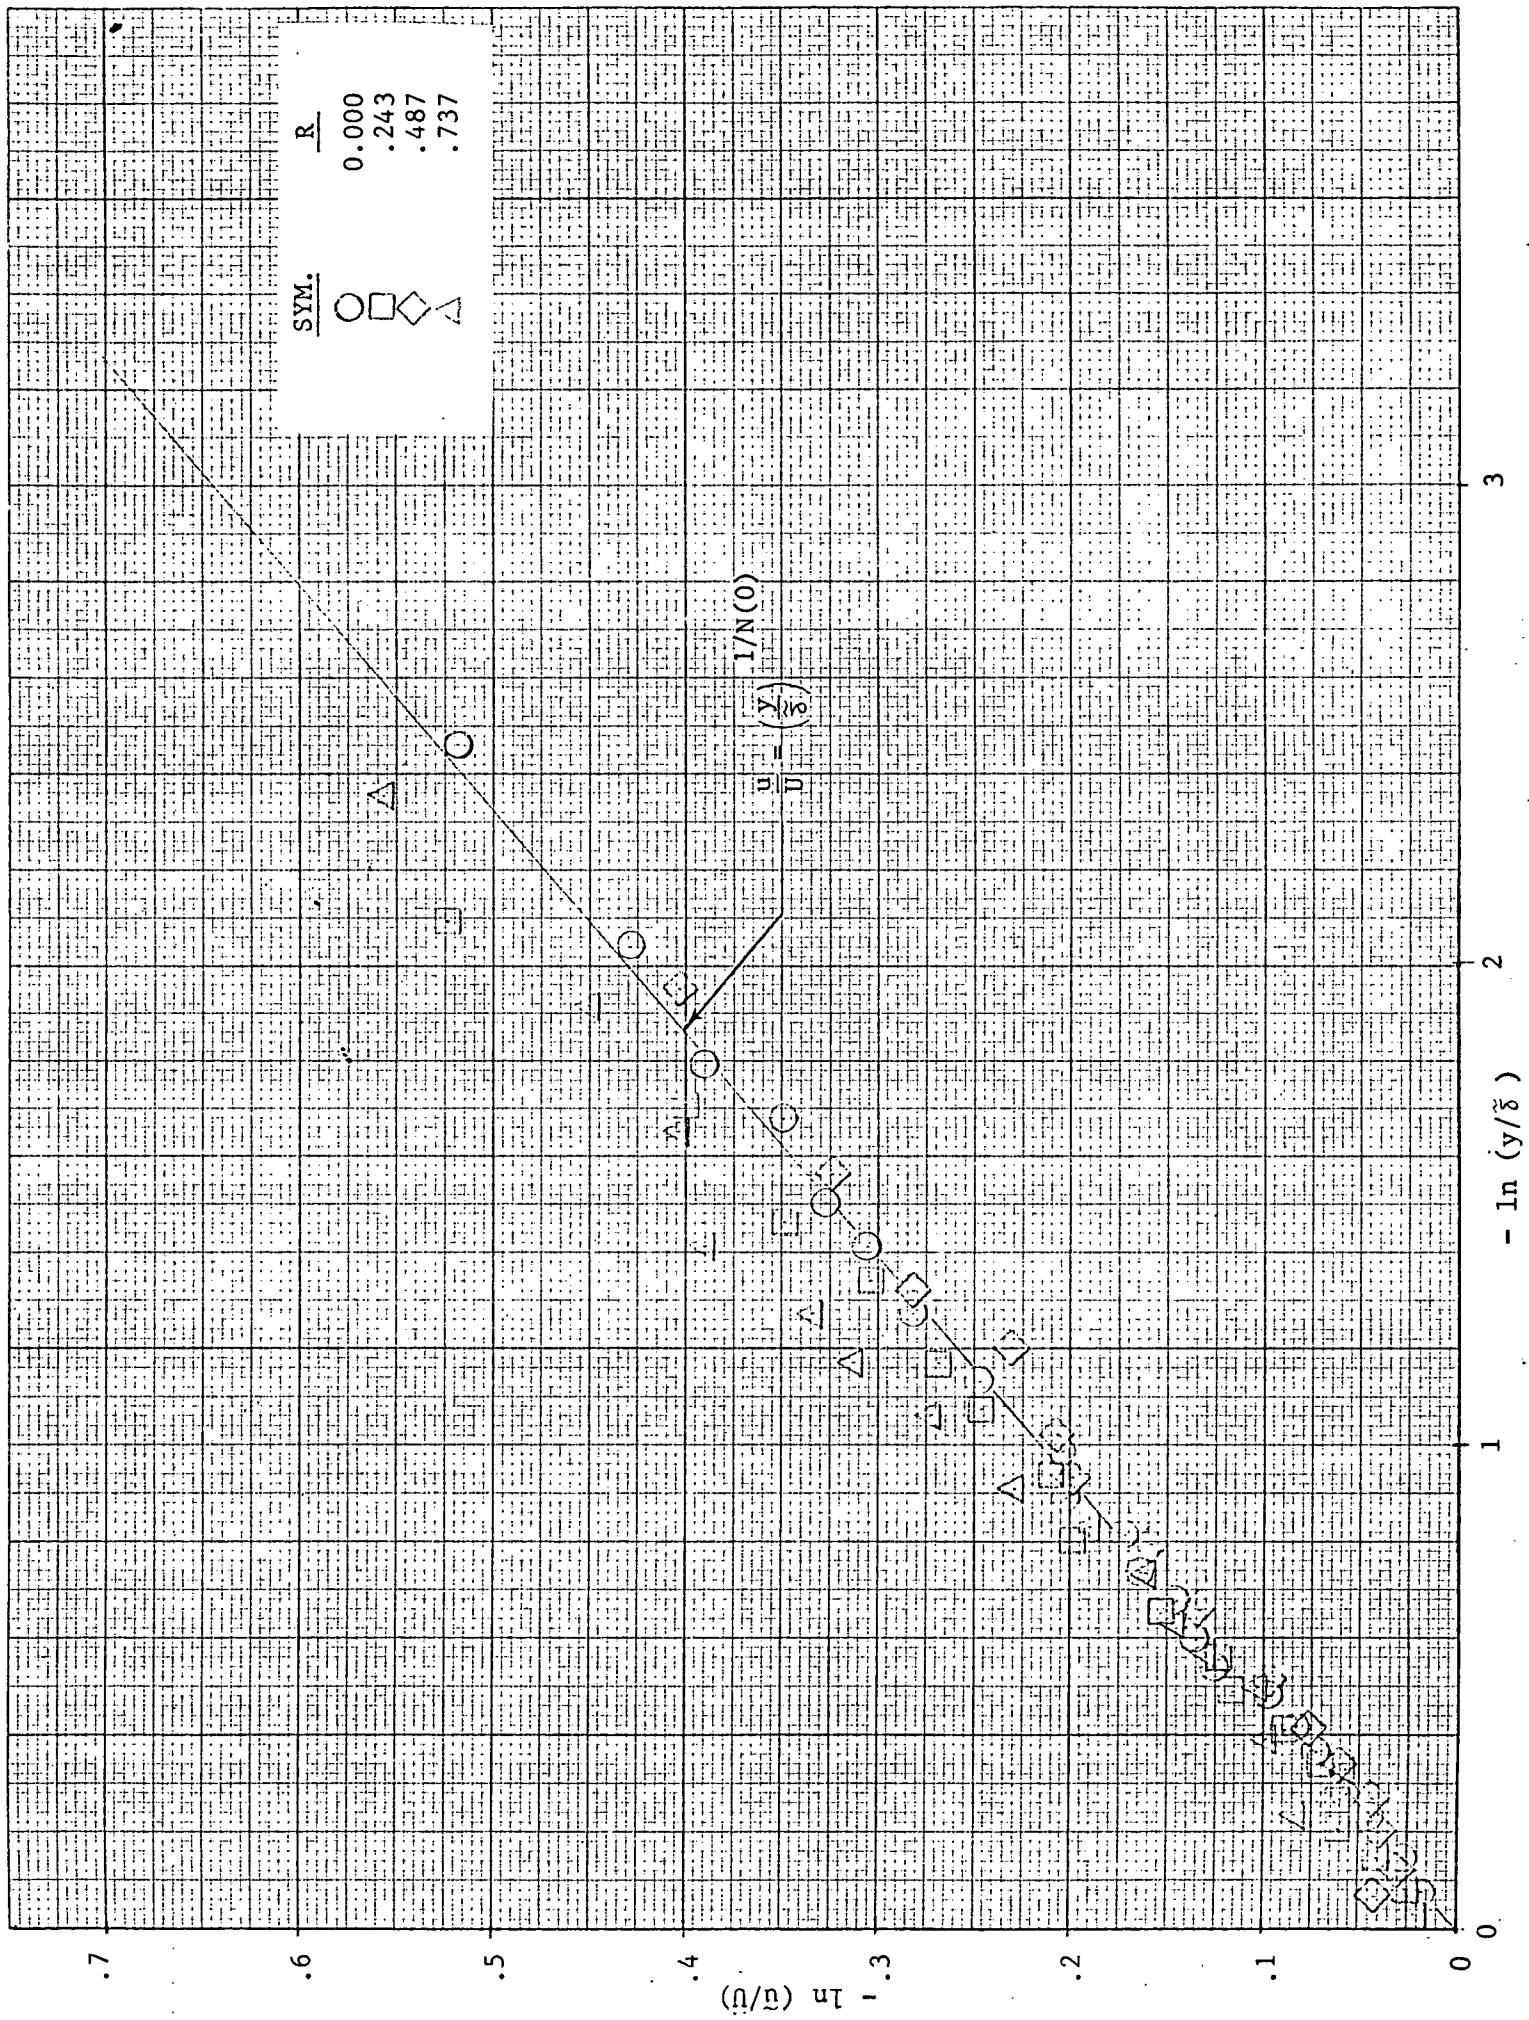 SYM. R
0.000
.243
.487
.737
.7
.6
.5
.4
.3
.2
.1
0
- ln (ũ/Ũ)
u/U = (y/δ̃)^1/N(0)
0 1 2 3
- ln (y/δ̃)